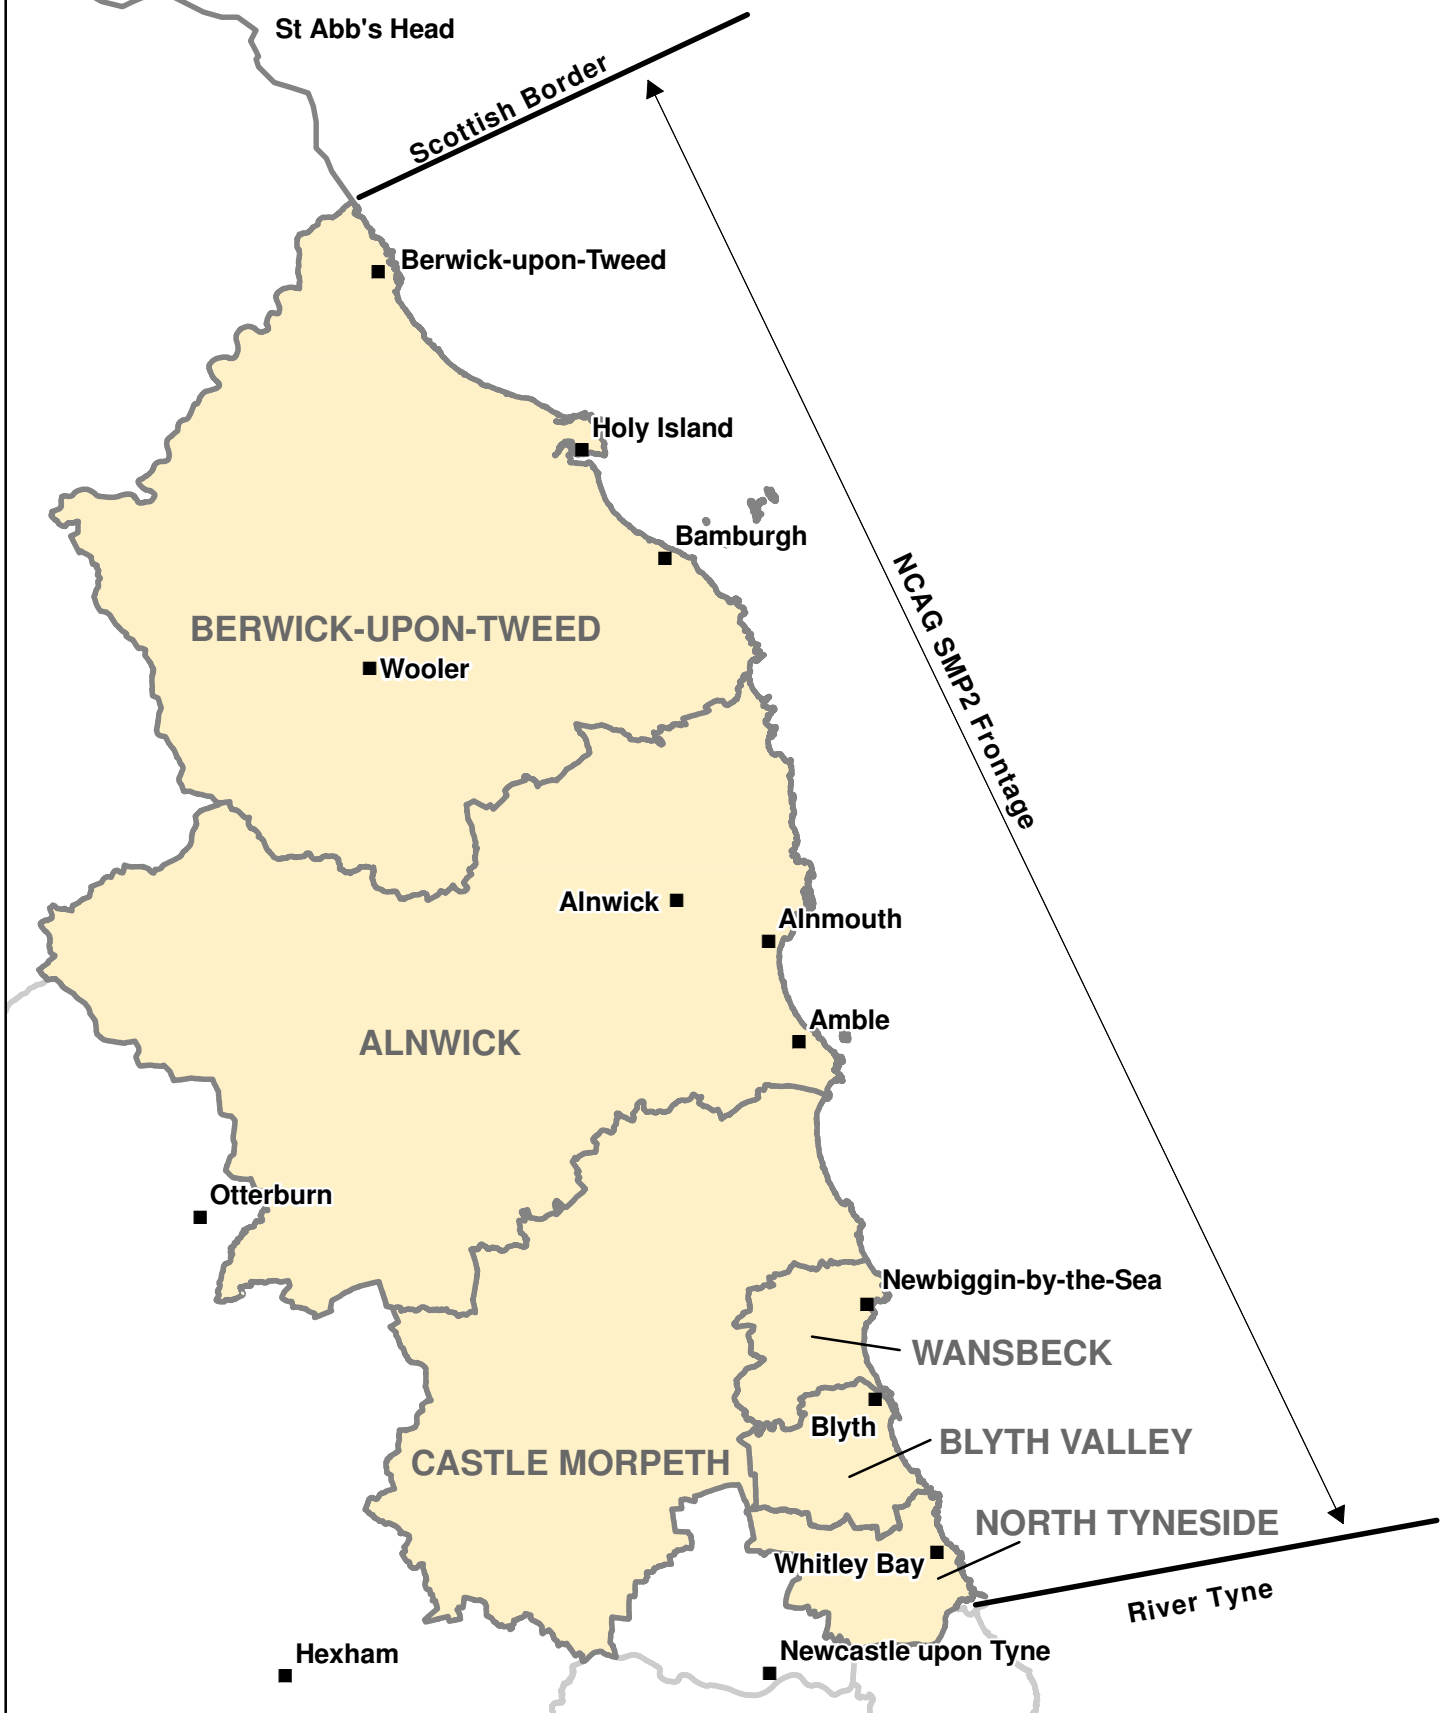 St Abb's Head
Scottish Border
Berwick-upon-Tweed
Holy Island
Bamburgh
NCAG SMP2 Frontage
BERWICK-UPON-TWEED
Wooler
Alnwick
Alnmouth
Amble
ALNWICK
Otterburn
Newbiggin-by-the-Sea
WANSBECK
Blyth
BLYTH VALLEY
CASTLE MORPETH
NORTH TYNESIDE
Whitley Bay
River Tyne
Hexham
Newcastle upon Tyne